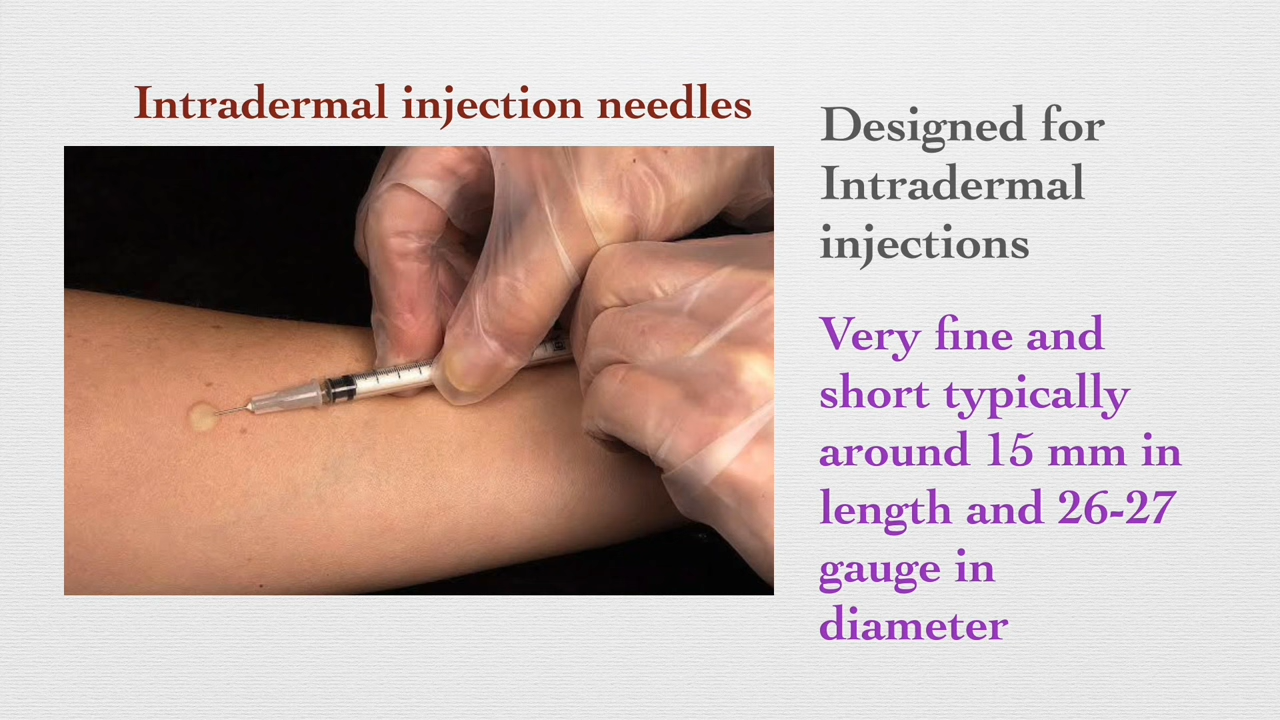 Intradermal injection needles
Designed for
Intradermal
injections
Very fine and
short typically
around 15 mm in
length and 26-27
gauge in
diameter